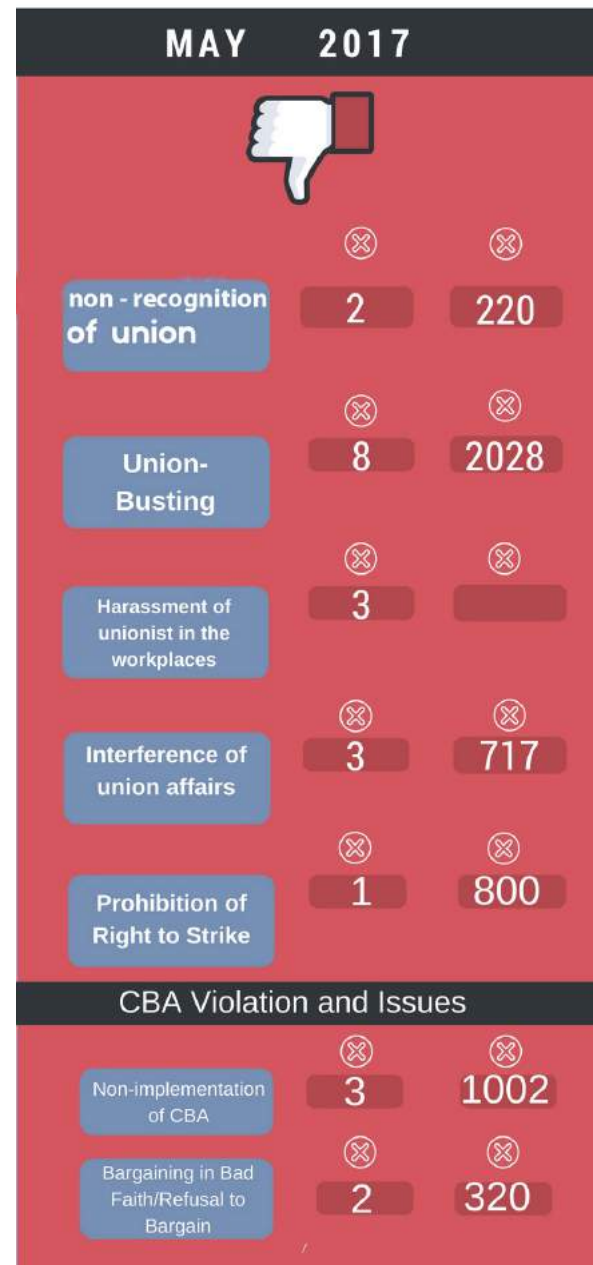 MAY 2017
non - recognition
of union
2 220
Union-
Busting
8 2028
Harassment of
unionist in the
workplaces
3
Interference of
union affairs
3 717
Prohibition of
Right to Strike
1 800
CBA Violation and Issues
Non-implementation
of CBA
3 1002
Bargaining in Bad
Faith/Refusal to
Bargain
2 320
/